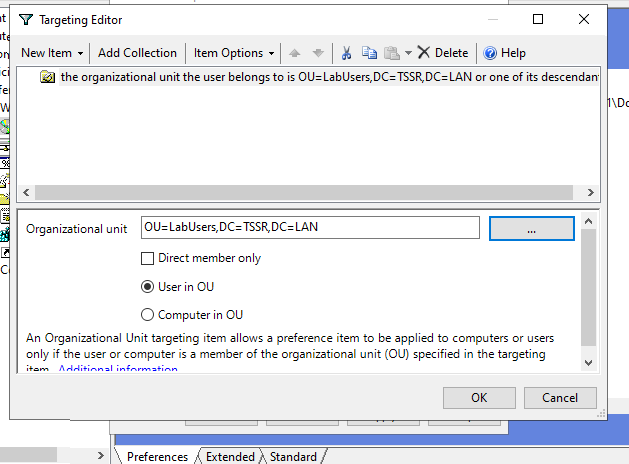 Targeting Editor
New Item Add Collection Item Options Delete Help
the organizational unit the user belongs to is OU=LabUsers,DC=TSSR,DC=LAN or one of its descendant
Organizational unit OU=LabUsers,DC=TSSR,DC=LAN ...
Direct member only
User in OU
Computer in OU
An Organizational Unit targeting item allows a preference item to be applied to computers or users
only if the user or computer is a member of the organizational unit (OU) specified in the targeting
item. Additional information
OK Cancel
Preferences Extended Standard